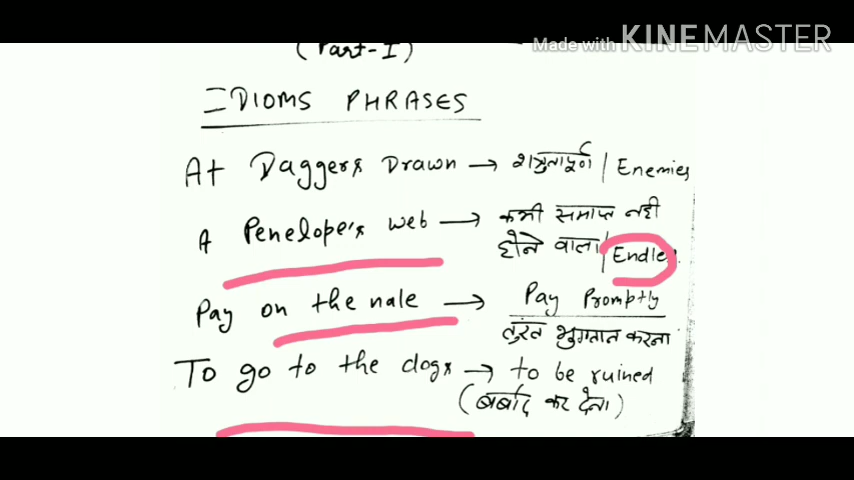 Made with KINEMASTER
(Part-I)
IDIOMS PHRASES
At Daggers Drawn → शत्रुतापूर्ण | Enemies
A Penelope's web → कभी समाप्त नही
होने वाला | Endle
Pay on the nale → Pay Promptly
तुरंत भुगतान करना
To go to the dogs → to be ruined
(बर्बाद कर देना)